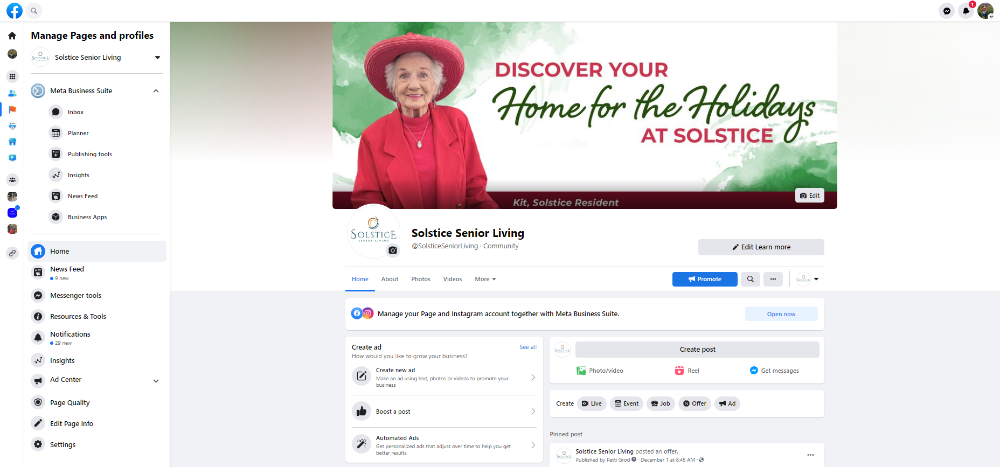 1
Manage Pages and profiles
SOLSTICE
Solstice Senior Living
Meta Business Suite
Inbox
Planner
Publishing tools
Insights
News Feed
Business Apps
Home
News Feed
9 new
Messenger tools
Resources & Tools
Notifications
29 new
Insights
Ad Center
Page Quality
Edit Page info
Settings
DISCOVER YOUR
Home for the Holidays
AT SOLSTICE
Kit, Solstice Resident
Edit
SOLSTICE
SENIOR LIVING
Solstice Senior Living
@SolsticeSeniorLiving · Community
Edit Learn more
Home About Photos Videos More
Promote
SOLSTICE
Manage your Page and Instagram account together with Meta Business Suite.
Open now
Create ad
See all
How would you like to grow your business?
Create new ad
Make an ad using text, photos or videos to promote your
business
Boost a post
Automated Ads
Get personalized ads that adjust over time to help you get
better results.
SOLSTICE
Create post
Photo/video Reel Get messages
Create Live Event Job Offer Ad
Pinned post
SOLSTICE
Solstice Senior Living posted an offer.
Published by Patti Grod · December 1 at 8:45 AM ·